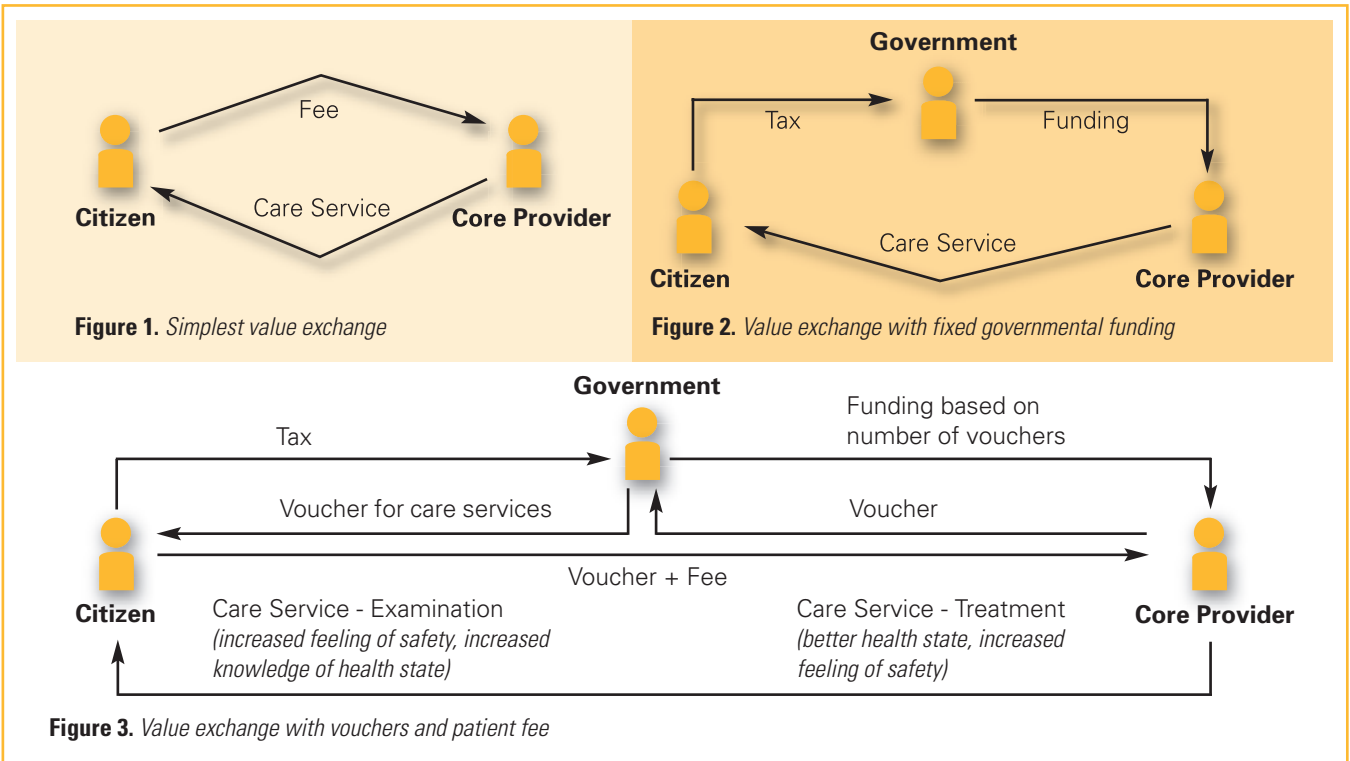 Fee
Care Service
Citizen
Core Provider
Figure 1. Simplest value exchange
Government
Tax
Funding
Care Service
Citizen
Core Provider
Figure 2. Value exchange with fixed governmental funding
Government
Tax
Funding based on
number of vouchers
Voucher for care services
Voucher
Voucher + Fee
Citizen
Core Provider
Care Service - Examination
(increased feeling of safety, increased
knowledge of health state)
Care Service - Treatment
(better health state, increased
feeling of safety)
Figure 3. Value exchange with vouchers and patient fee